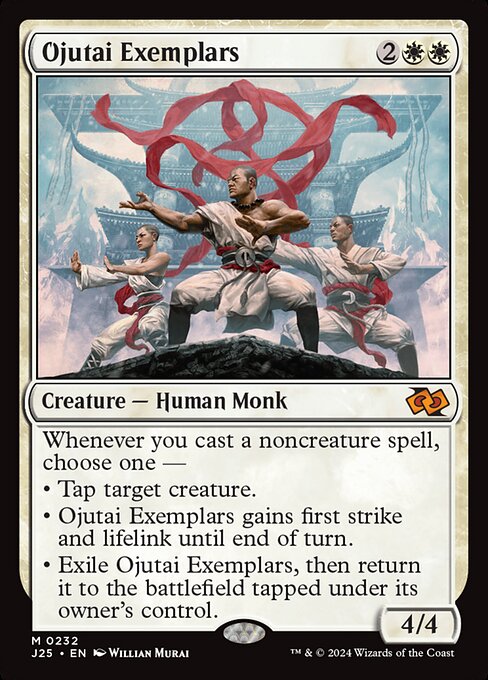 Ojutai Exemplars 2
Creature — Human Monk
Whenever you cast a noncreature spell,
choose one —
• Tap target creature.
• Ojutai Exemplars gains first strike
and lifelink until end of turn.
• Exile Ojutai Exemplars, then return
it to the battlefield tapped under its
owner's control.
4/4
M 0232
J25 • EN Willian Murai ™ & © 2024 Wizards of the Coast